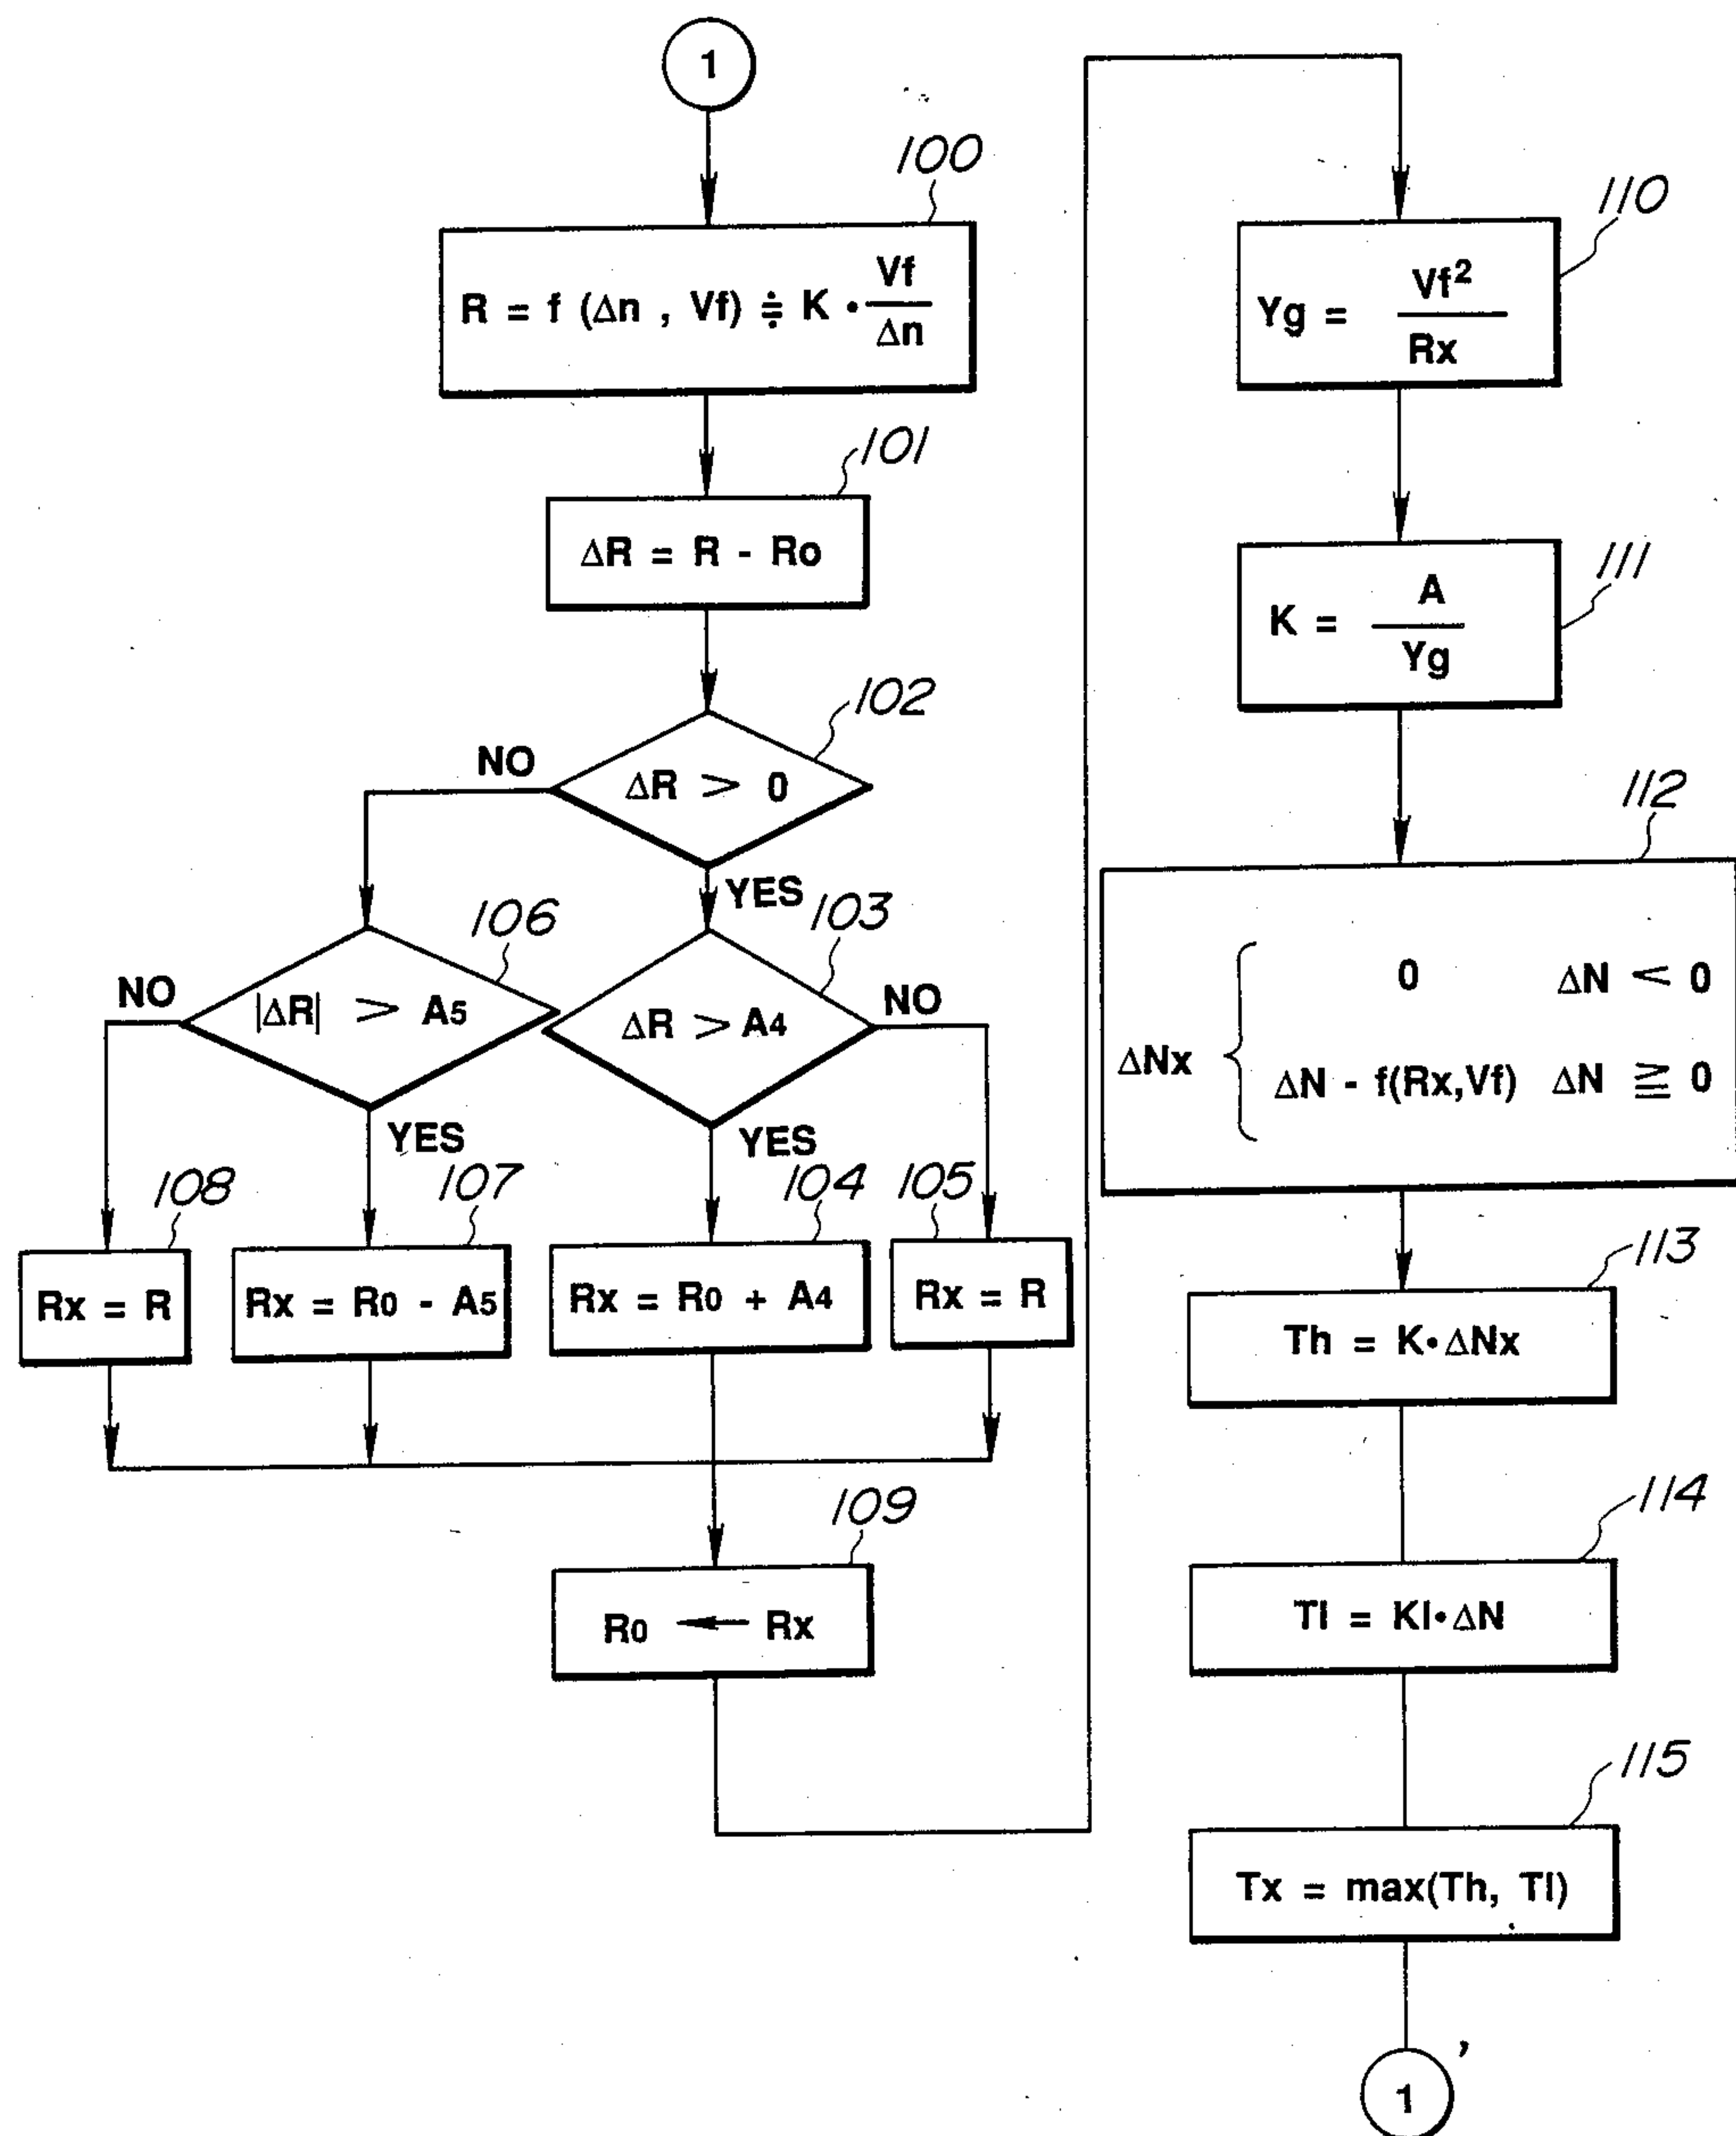 1
100
R = f (Δn , Vf) ≑ K · Vf / Δn
101
ΔR = R - Ro
102
ΔR > 0
NO
YES
106
|ΔR| > A5
NO
YES
103
ΔR > A4
NO
YES
108
Rx = R
107
Rx = R0 - A5
104
Rx = R0 + A4
105
Rx = R
109
R0 ← Rx
110
Yg = Vf² / Rx
111
K = A / Yg
112
ΔNx {
0 ΔN < 0
ΔN - f(Rx,Vf) ΔN ≧ 0
113
Th = K·ΔNx
114
Tl = Kl·ΔN
115
Tx = max(Th, Tl)
1'